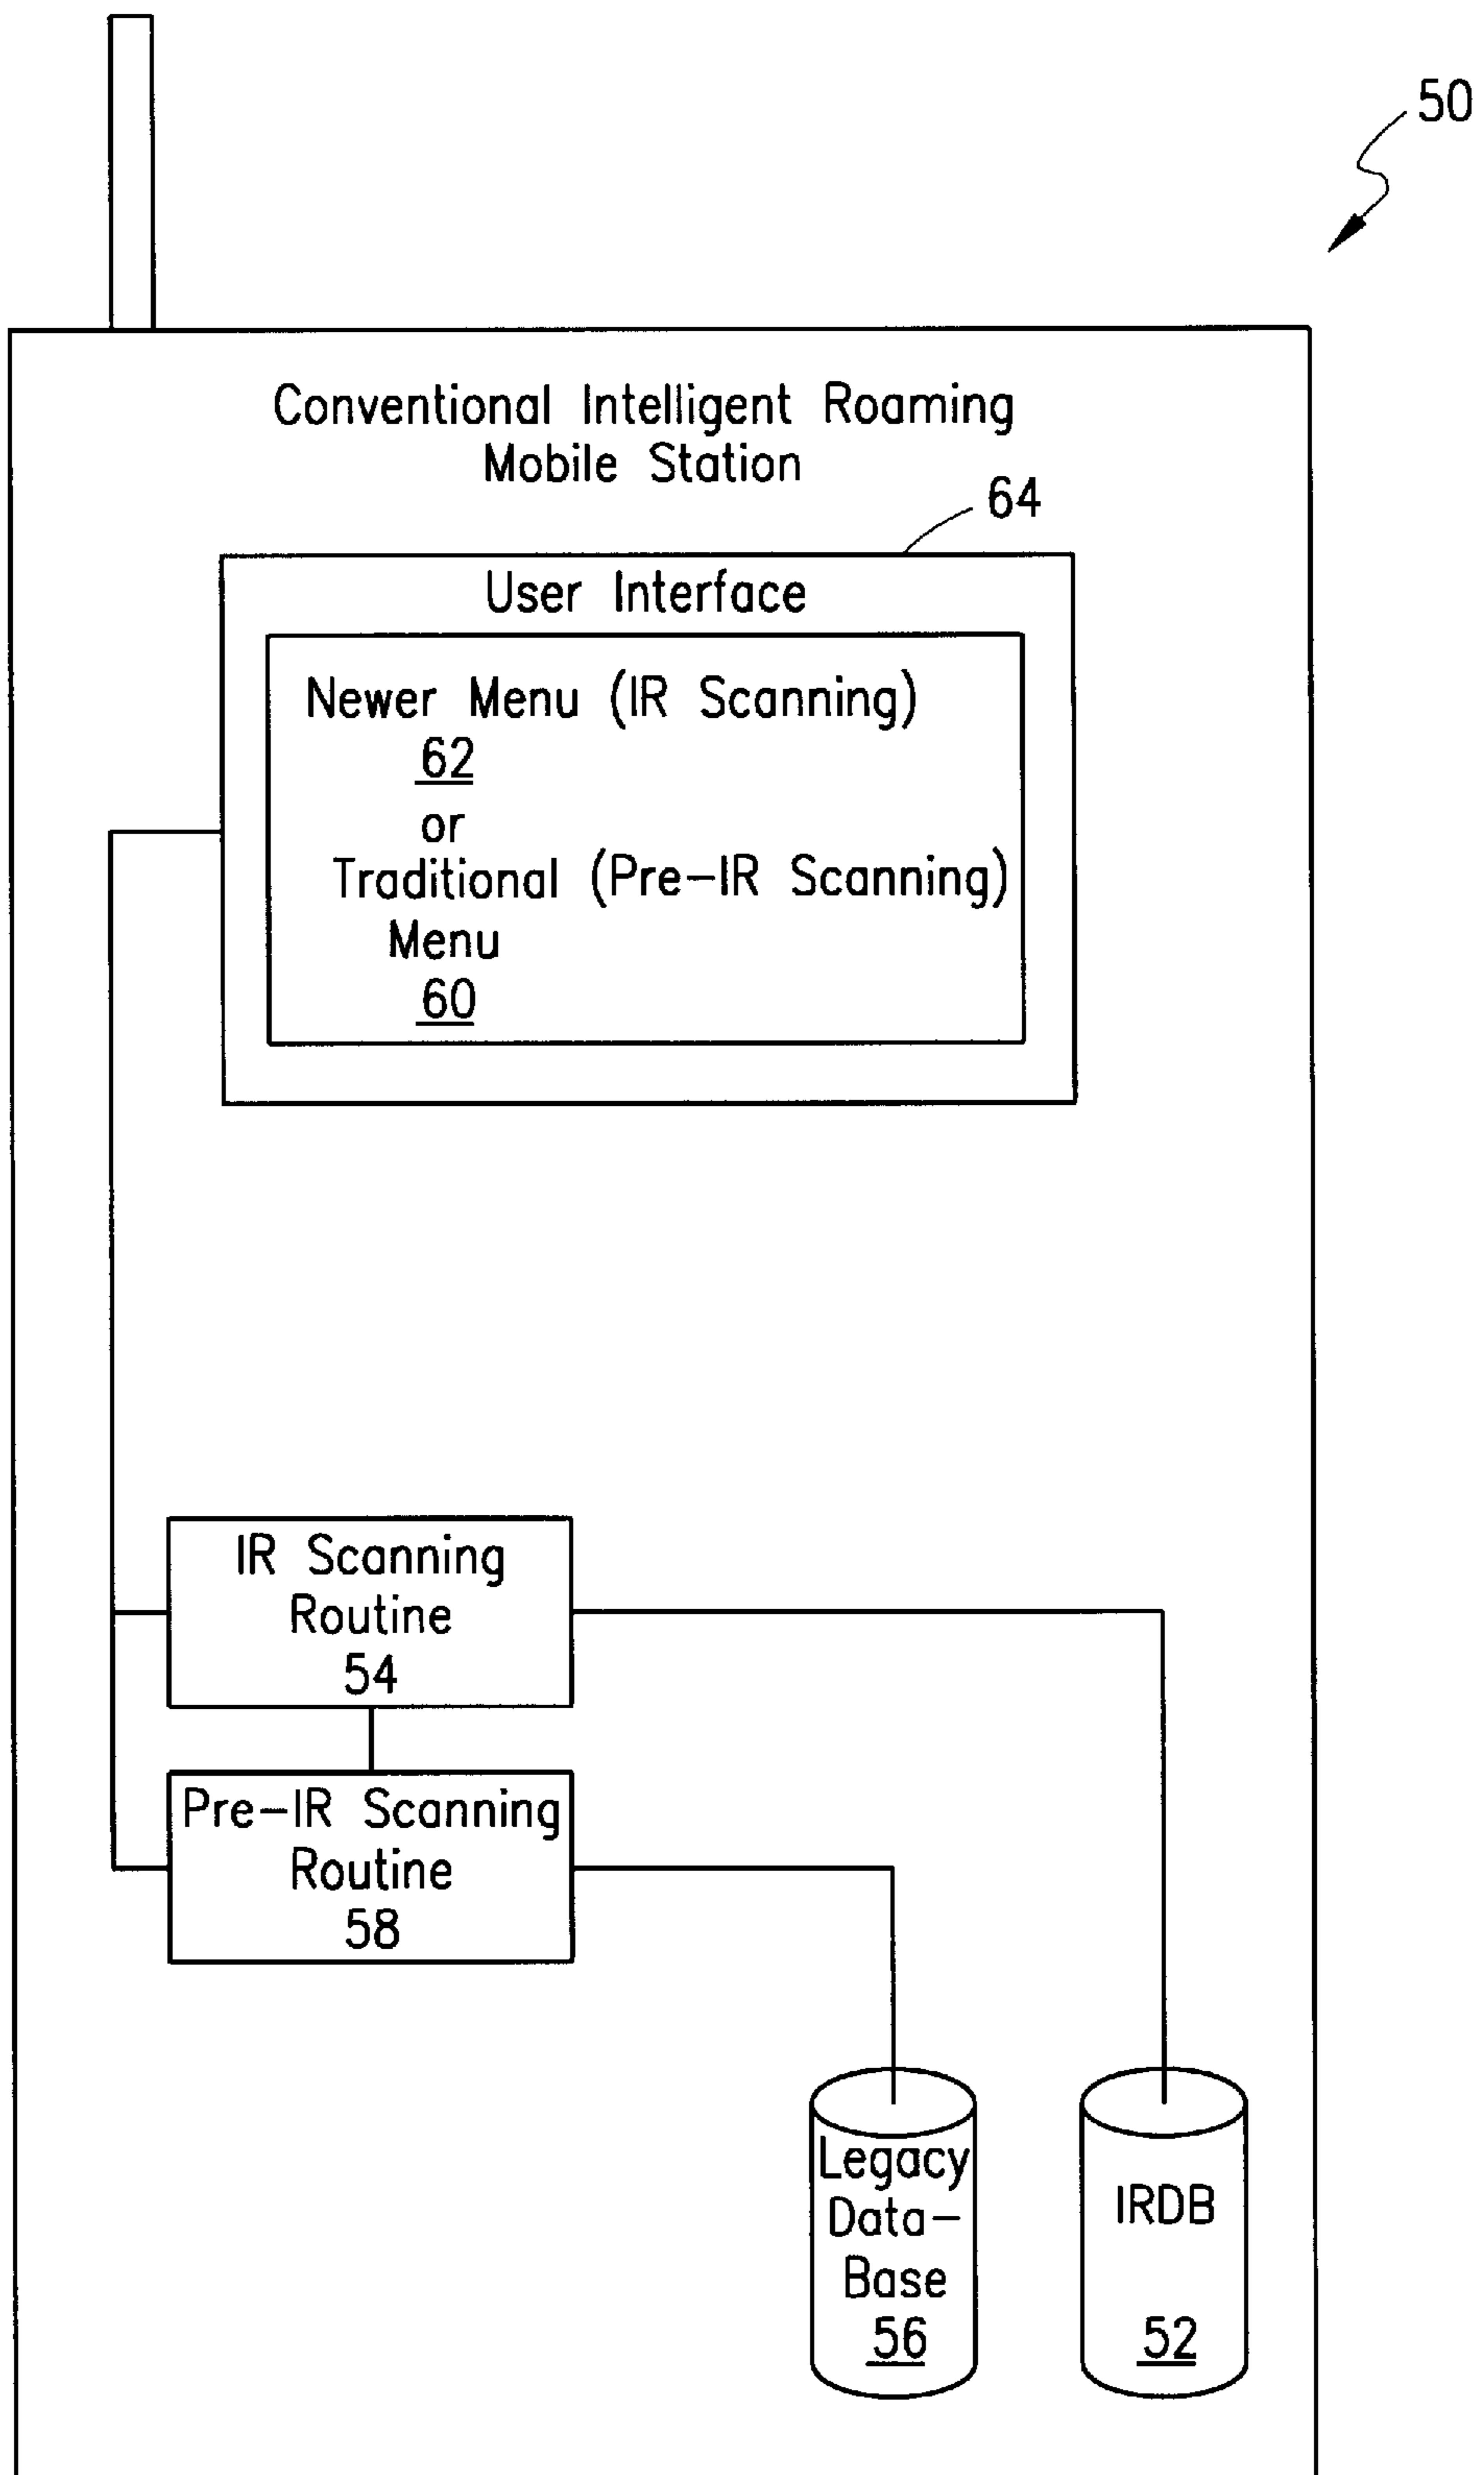 50
Conventional Intelligent Roaming
Mobile Station
64
User Interface
Newer Menu (IR Scanning)
62
or
Traditional (Pre-IR Scanning)
Menu
60
IR Scanning
Routine
54
Pre-IR Scanning
Routine
58
Legacy
Data-
Base
56
IRDB
52